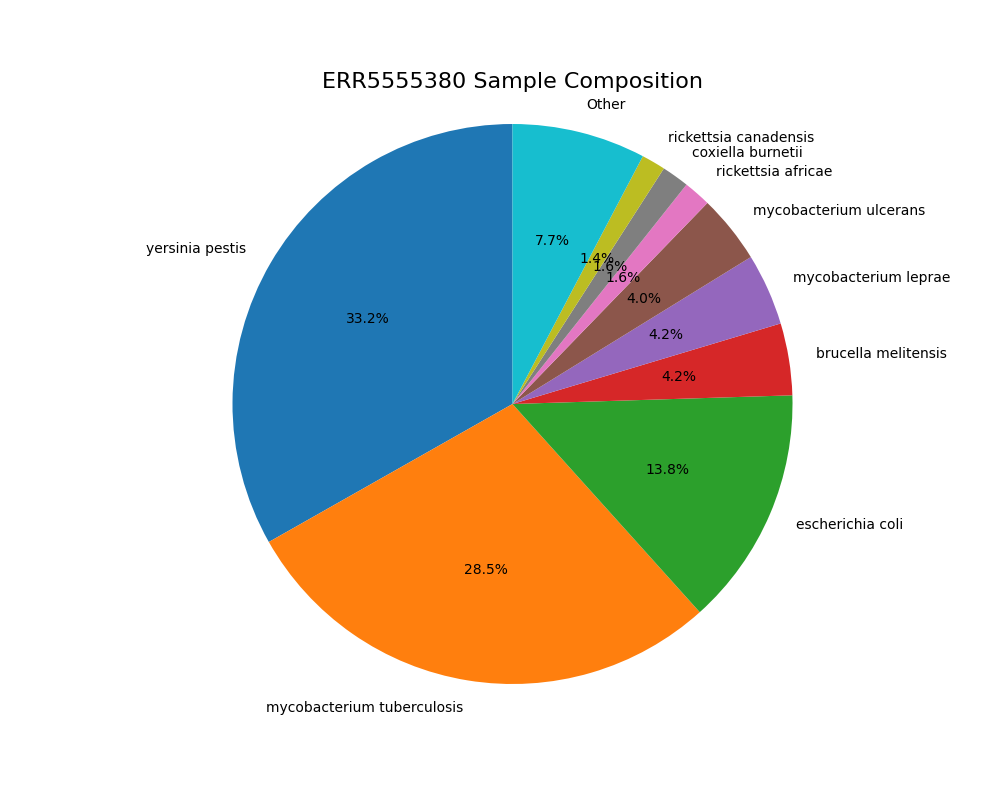 ERR5555380 Sample Composition
Other
rickettsia canadensis
coxiella burnetii
rickettsia africae
mycobacterium ulcerans
mycobacterium leprae
brucella melitensis
escherichia coli
mycobacterium tuberculosis
yersinia pestis
7.7%
1.4%
1.6%
1.6%
4.0%
4.2%
4.2%
13.8%
28.5%
33.2%